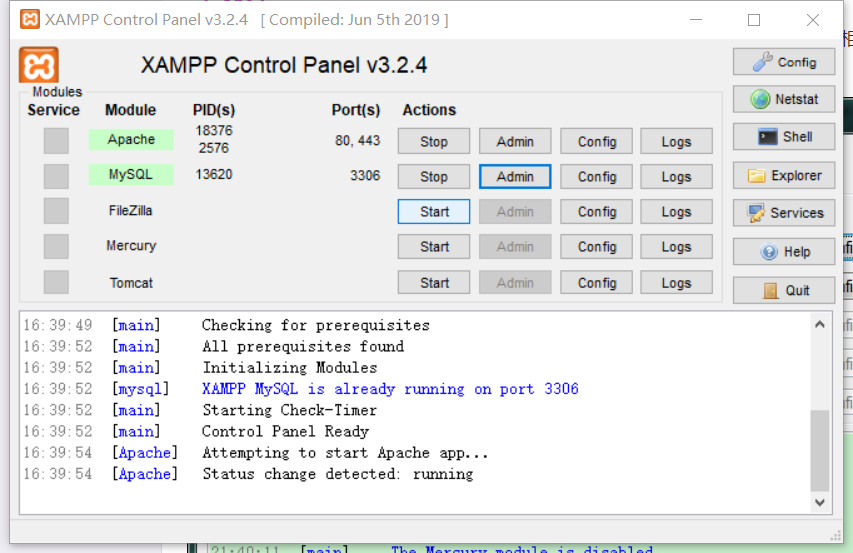 XAMPP Control Panel v3.2.4 [ Compiled: Jun 5th 2019 ]
XAMPP Control Panel v3.2.4
Config
Modules
Service Module PID(s) Port(s) Actions
Netstat
Apache 18376 2576 80, 443 Stop Admin Config Logs
Shell
MySQL 13620 3306 Stop Admin Config Logs
Explorer
FileZilla Start Admin Config Logs
Services
Mercury Start Admin Config Logs
Help
Tomcat Start Admin Config Logs
Quit
16:39:49 [main] Checking for prerequisites
16:39:52 [main] All prerequisites found
16:39:52 [main] Initializing Modules
16:39:52 [mysql] XAMPP MySQL is already running on port 3306
16:39:52 [main] Starting Check-Timer
16:39:52 [main] Control Panel Ready
16:39:54 [Apache] Attempting to start Apache app...
16:39:54 [Apache] Status change detected: running
21:40:11 [main] The Mercury module is disabled